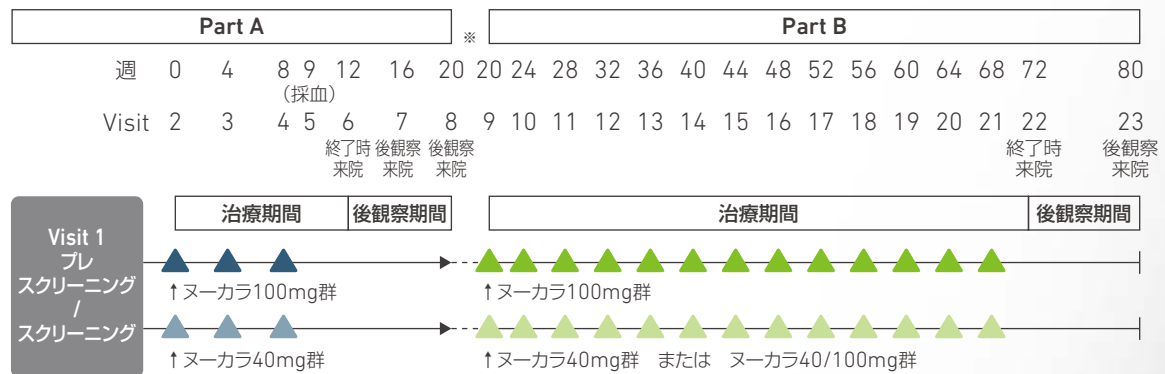 Part A ※ Part B
週 0 4 8 9 12 16 20 20 24 28 32 36 40 44 48 52 56 60 64 68 72 80
（採血）
Visit 2 3 4 5 6 7 8 9 10 11 12 13 14 15 16 17 18 19 20 21 22 23
終了時 後観察 後観察 終了時 後観察
来院 来院 来院 来院 来院
治療期間 後観察期間 治療期間 後観察期間
Visit 1
プレ
スクリーニング
/
スクリーニング
↑ヌーカラ100mg群 ↑ヌーカラ100mg群
↑ヌーカラ40mg群 ↑ヌーカラ40mg群 または ヌーカラ40/100mg群